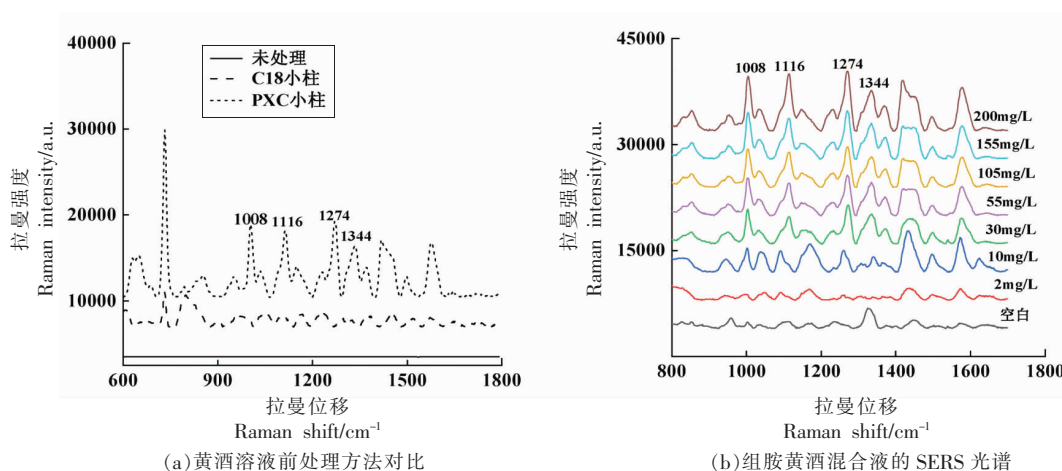 40000
30000
20000
10000
拉曼强度
Raman intensity/a.u.
未处理
C18小柱
PXC小柱
1008
1116
1274
1344
600
900
1200
1500
1800
拉曼位移
Raman shift/cm⁻¹
(a)黄酒溶液前处理方法对比
45000
30000
15000
拉曼强度
Raman intensity/a.u.
1008
1116
1274
1344
200mg/L
155mg/L
105mg/L
55mg/L
30mg/L
10mg/L
2mg/L
空白
800
1000
1200
1400
1600
1800
拉曼位移
Raman shift/cm⁻¹
(b)组胺黄酒混合液的 SERS 光谱